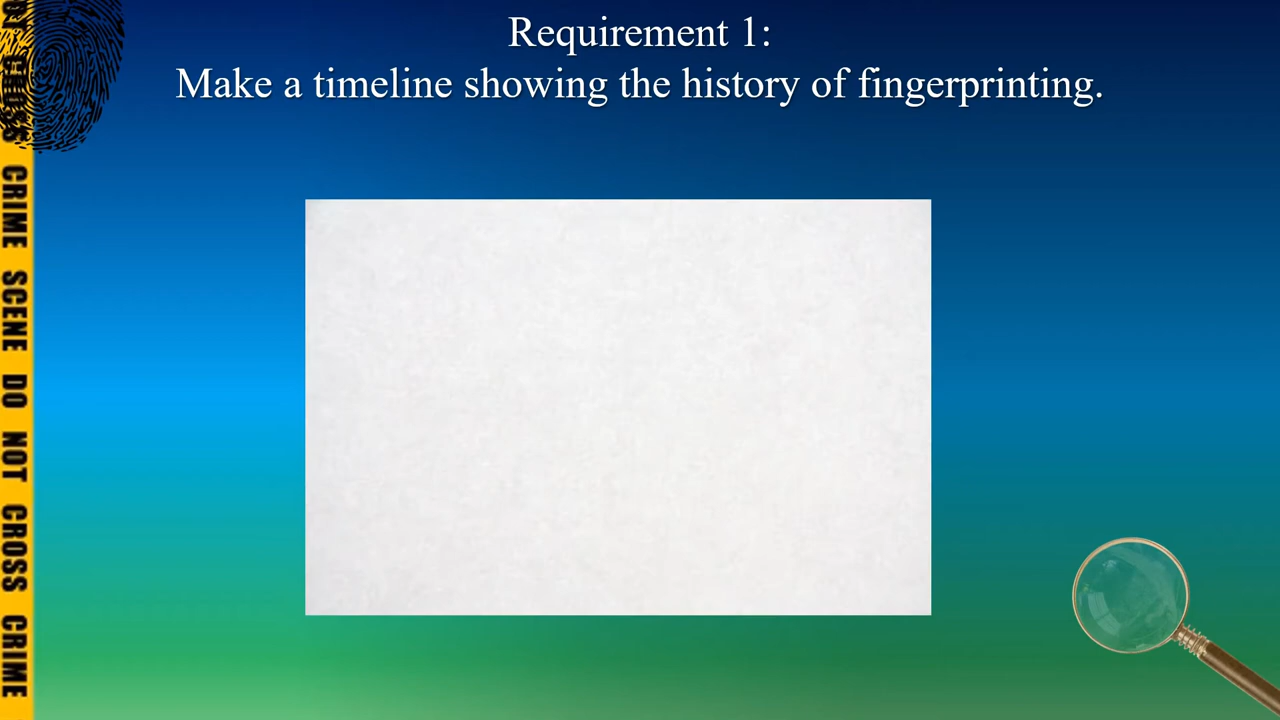 Requirement 1:
Make a timeline showing the history of fingerprinting.
CRIME SCENE DO NOT CROSS CRIME